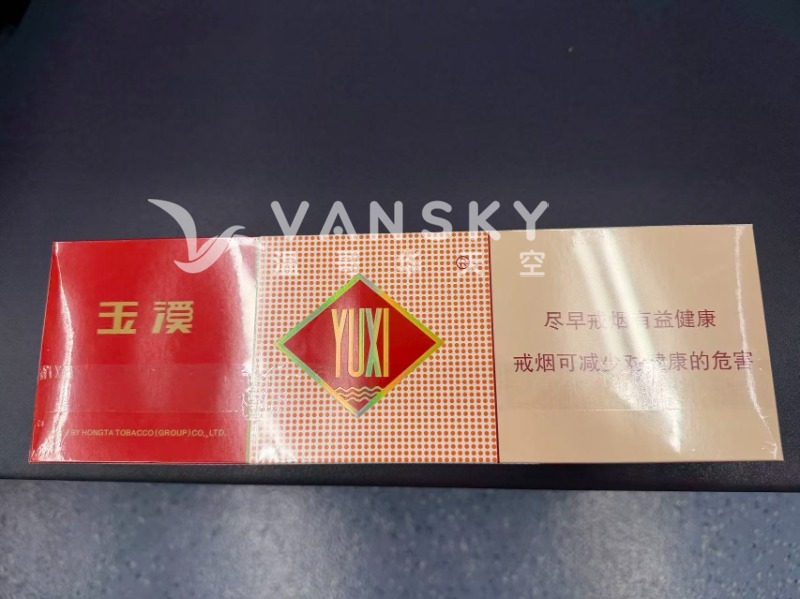 VANSKY
温哥华天空
玉溪
BY HONGTA TOBACCO (GROUP) CO., LTD.
YUXI
尽早戒烟有益健康
戒烟可减少对健康的危害